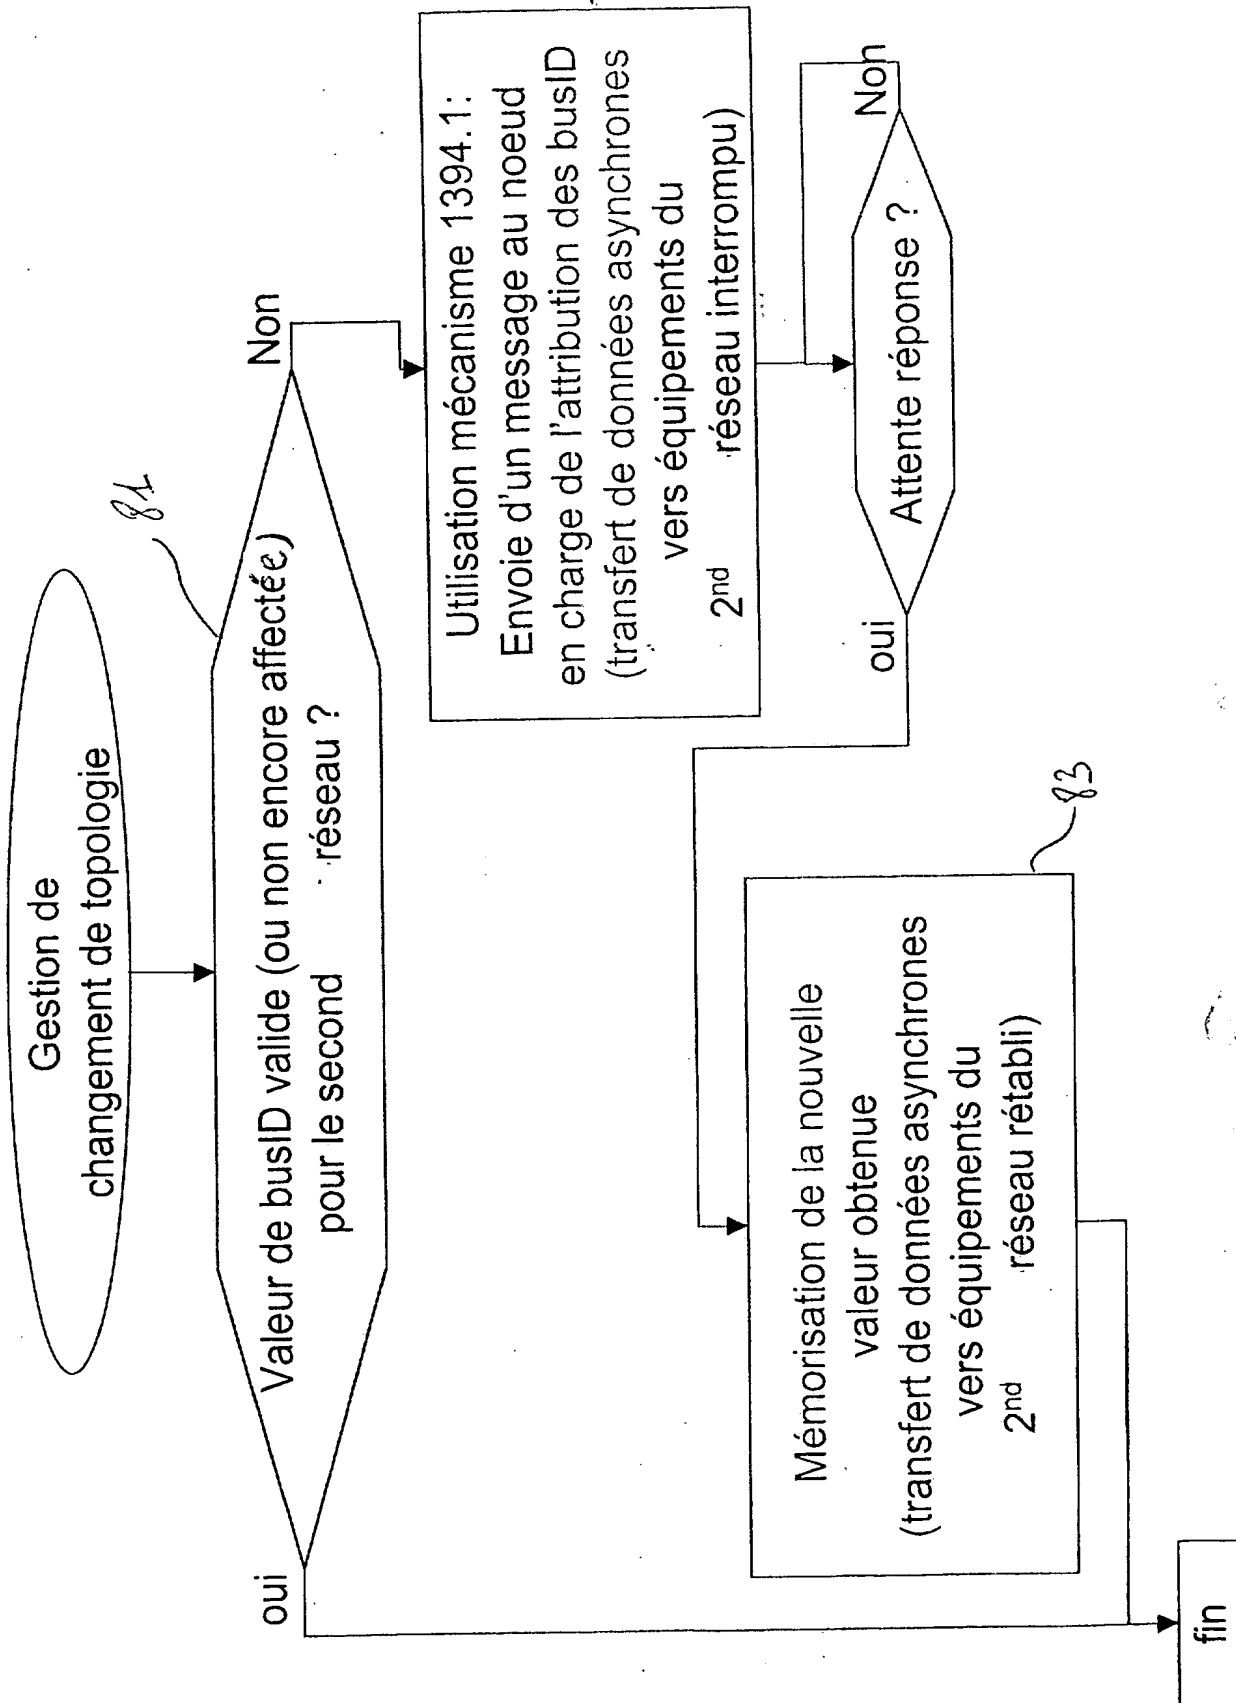 Gestion de
changement de topologie
81
Valeur de busID valide (ou non encore affectée)
pour le second réseau ?
Non
oui
Utilisation mécanisme 1394.1:
Envoie d'un message au noeud
en charge de l'attribution des busID
(transfert de données asynchrones
vers équipements du
2nd réseau interrompu)
Attente réponse ?
Non
oui
Mémorisation de la nouvelle
valeur obtenue
(transfert de données asynchrones
vers équipements du
2nd réseau rétabli)
83
fin